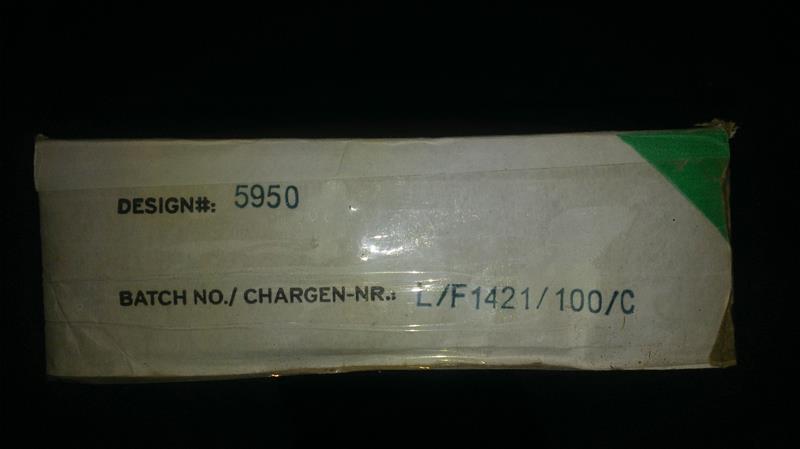 DESIGN#: 5950
BATCH NO./ CHARGEN-NR.: L/F1421/100/C